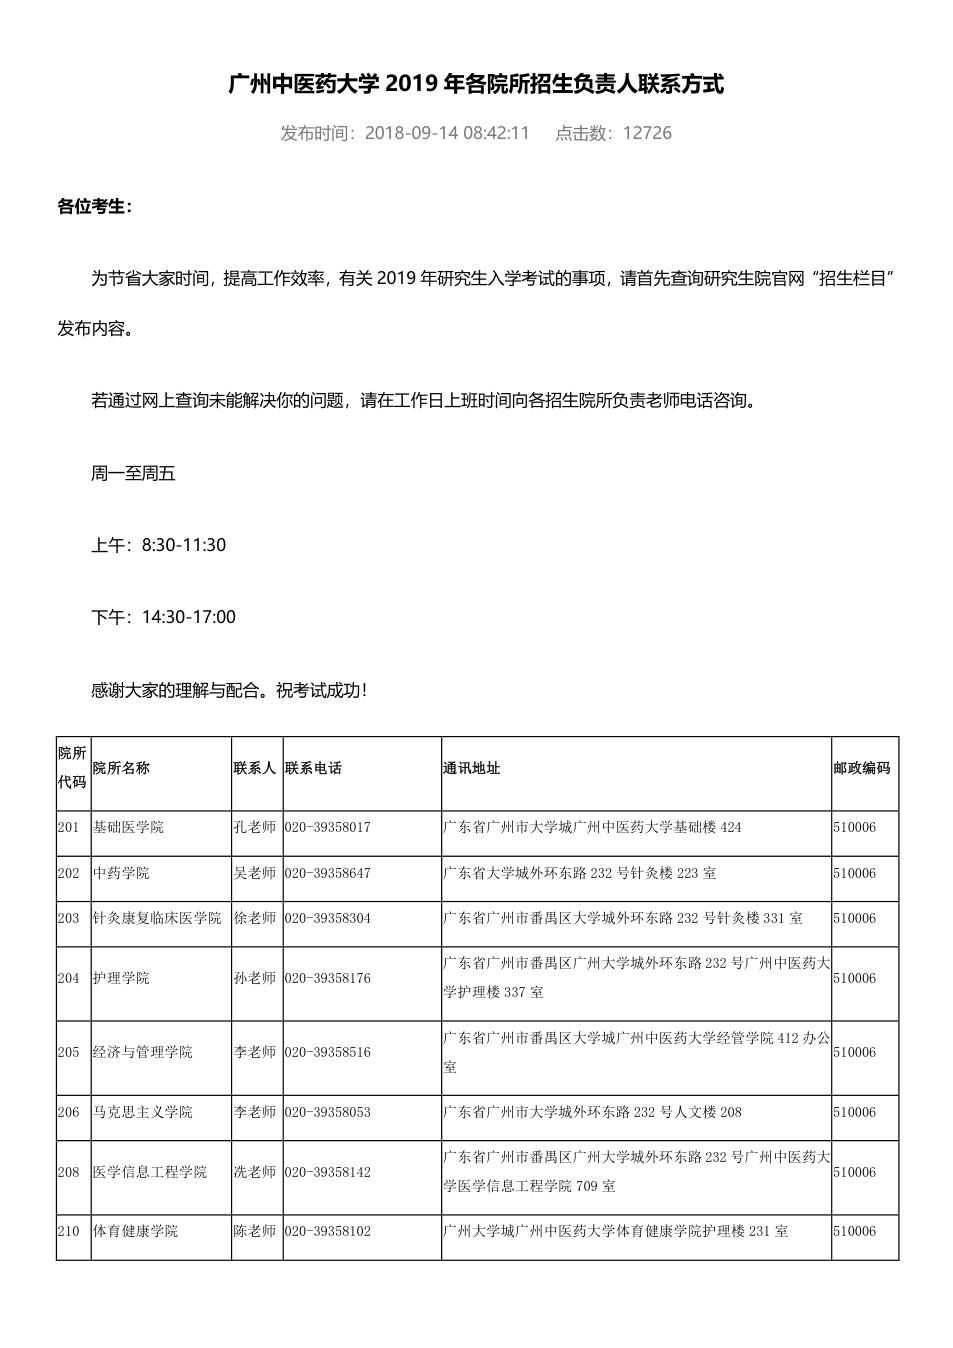 广州中医药大学 2019 年各院所招生负责人联系方式
发布时间：2018-09-14 08:42:11 点击数：12726
各位考生：
为节省大家时间，提高工作效率，有关 2019 年研究生入学考试的事项，请首先查询研究生院官网“招生栏目”
发布内容。
若通过网上查询未能解决你的问题，请在工作日上班时间向各招生院所负责老师电话咨询。
周一至周五
上午：8:30-11:30
下午：14:30-17:00
感谢大家的理解与配合。祝考试成功！
院所
代码 院所名称 联系人 联系电话 通讯地址 邮政编码
201 基础医学院 孔老师 020-39358017 广东省广州市大学城广州中医药大学基础楼 424 510006
202 中药学院 吴老师 020-39358647 广东省大学城外环东路 232 号针灸楼 223 室 510006
203 针灸康复临床医学院 徐老师 020-39358304 广东省广州市番禺区大学城外环东路 232 号针灸楼 331 室 510006
204 护理学院 孙老师 020-39358176 广东省广州市番禺区广州大学城外环东路 232 号广州中医药大
学护理楼 337 室 510006
205 经济与管理学院 李老师 020-39358516 广东省广州市番禺区大学城广州中医药大学经管学院 412 办公
室 510006
206 马克思主义学院 李老师 020-39358053 广东省广州市大学城外环东路 232 号人文楼 208 510006
208 医学信息工程学院 冼老师 020-39358142 广东省广州市番禺区广州大学城外环东路 232 号广州中医药大
学医学信息工程学院 709 室 510006
210 体育健康学院 陈老师 020-39358102 广州大学城广州中医药大学体育健康学院护理楼 231 室 510006